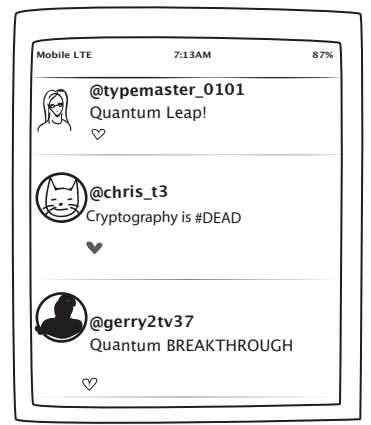 Mobile LTE 7:13AM 87%
@typemaster_0101
Quantum Leap!
@chris_t3
Cryptography is #DEAD
@gerry2tv37
Quantum BREAKTHROUGH